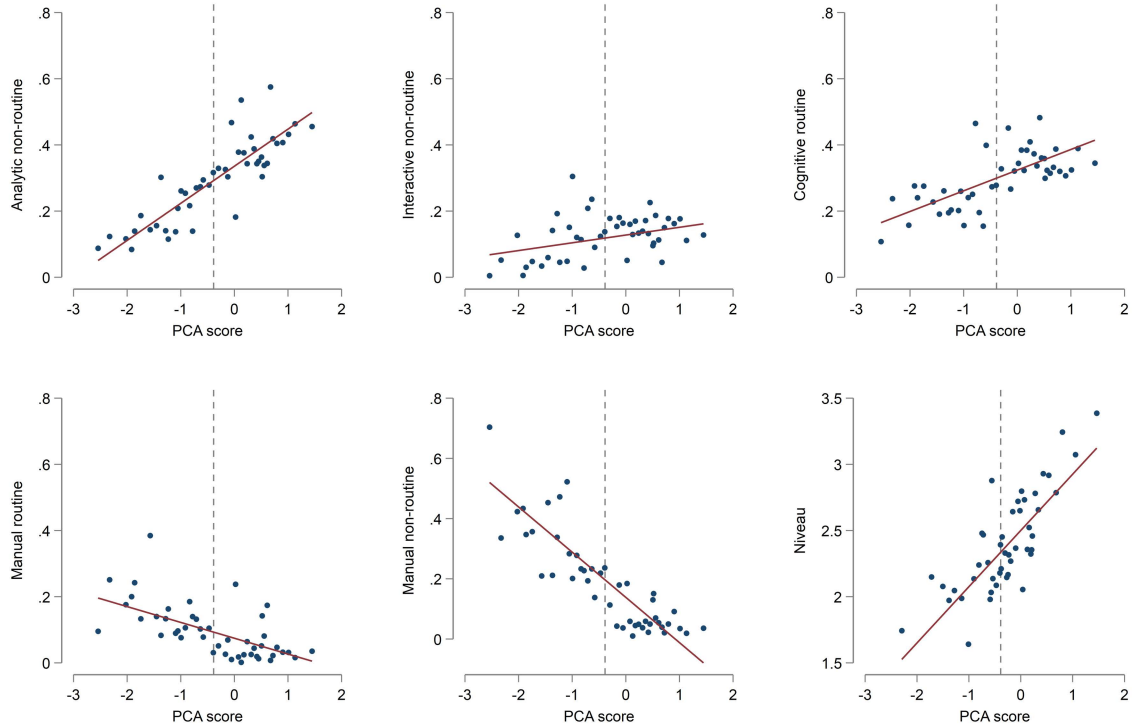 Analytic non-routine
.8
.6
.4
.2
0
-3 -2 -1 0 1 2
PCA score
Interactive non-routine
.8
.6
.4
.2
0
-3 -2 -1 0 1 2
PCA score
Cognitive routine
.8
.6
.4
.2
0
-3 -2 -1 0 1 2
PCA score
Manual routine
.8
.6
.4
.2
0
-3 -2 -1 0 1 2
PCA score
Manual non-routine
.8
.6
.4
.2
0
-3 -2 -1 0 1 2
PCA score
Niveau
3.5
3
2.5
2
1.5
-3 -2 -1 0 1 2
PCA score